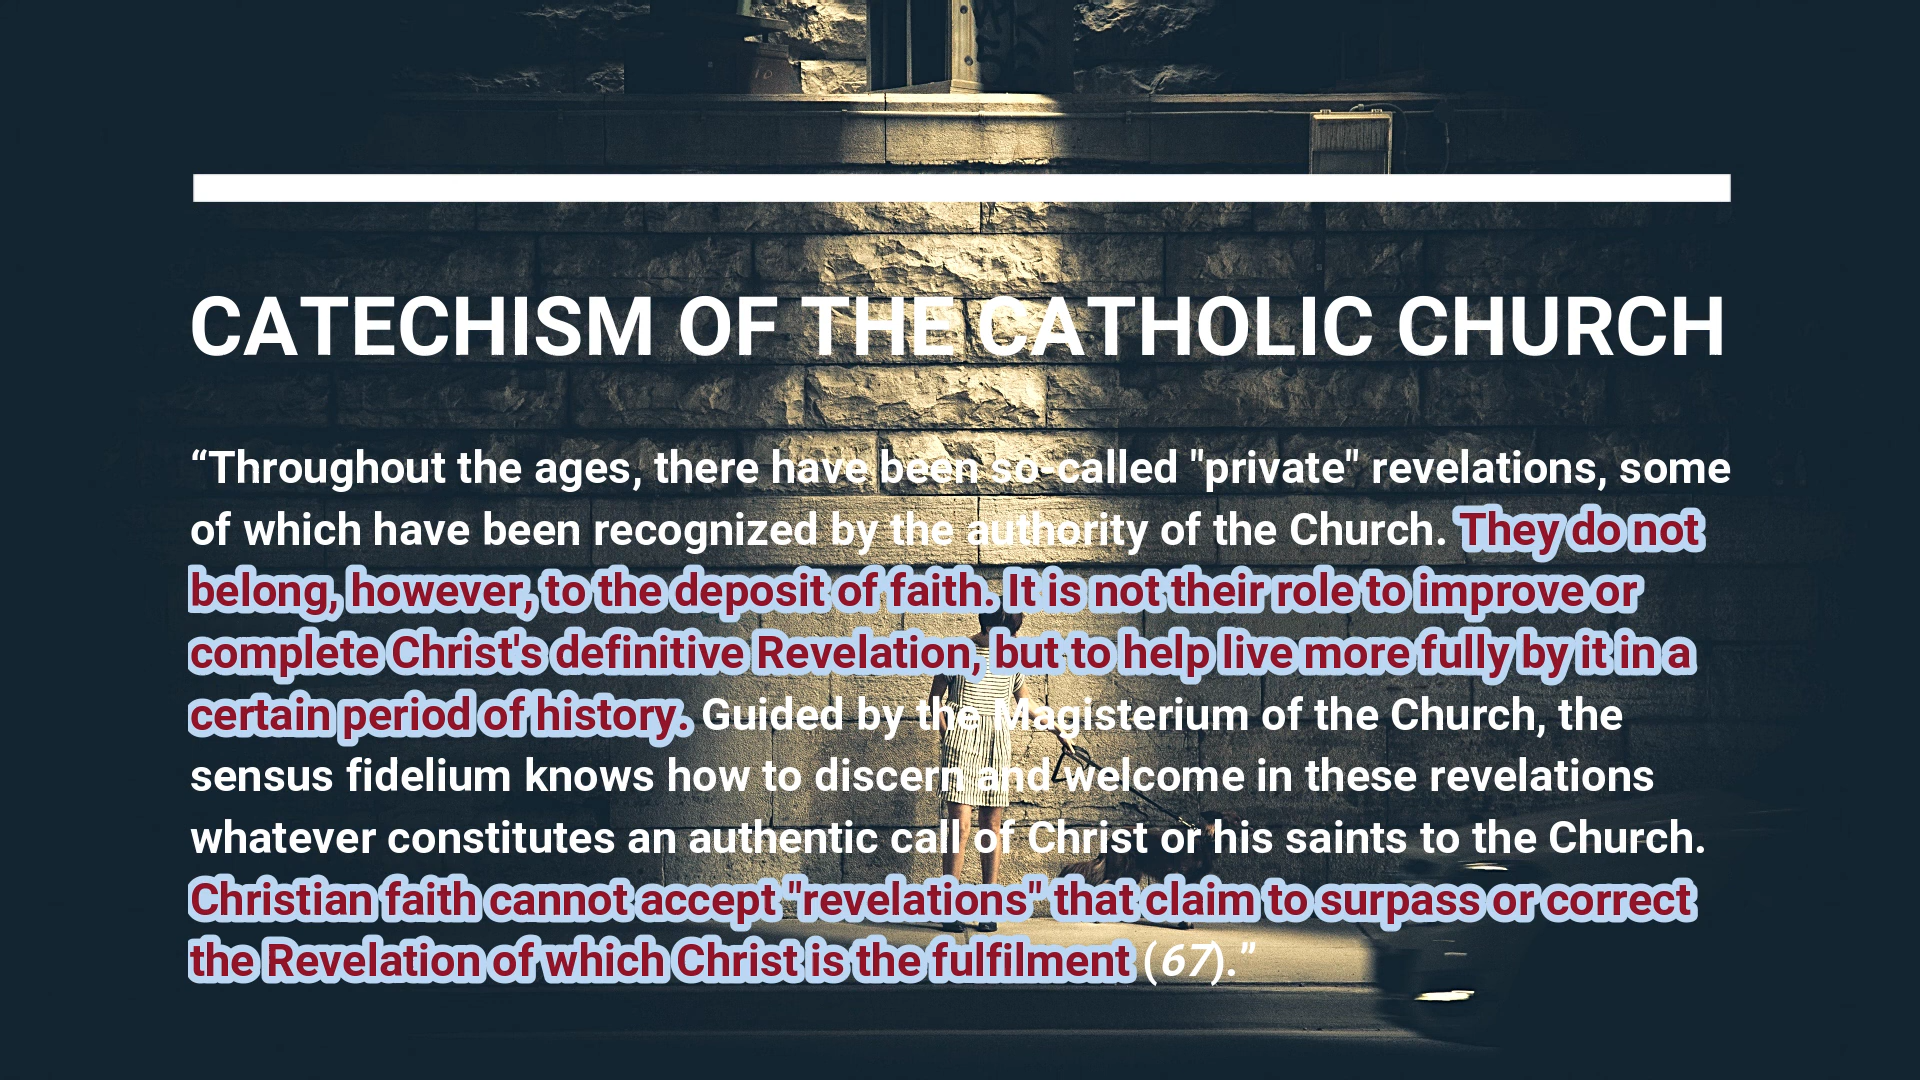 CATECHISM OF THE CATHOLIC CHURCH
“Throughout the ages, there have been so-called "private" revelations, some
of which have been recognized by the authority of the Church. They do not
belong, however, to the deposit of faith. It is not their role to improve or
complete Christ's definitive Revelation, but to help live more fully by it in a
certain period of history. Guided by the Magisterium of the Church, the
sensus fidelium knows how to discern and welcome in these revelations
whatever constitutes an authentic call of Christ or his saints to the Church.
Christian faith cannot accept "revelations" that claim to surpass or correct
the Revelation of which Christ is the fulfilment (67).”